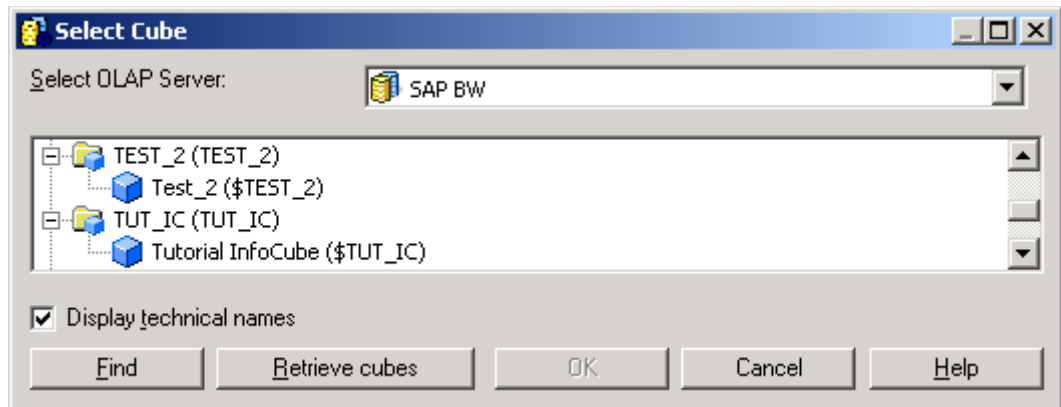 Select Cube
Select OLAP Server:
SAP BW
TEST_2 (TEST_2)
Test_2 ($TEST_2)
TUT_IC (TUT_IC)
Tutorial InfoCube ($TUT_IC)
Display technical names
Find
Retrieve cubes
OK
Cancel
Help